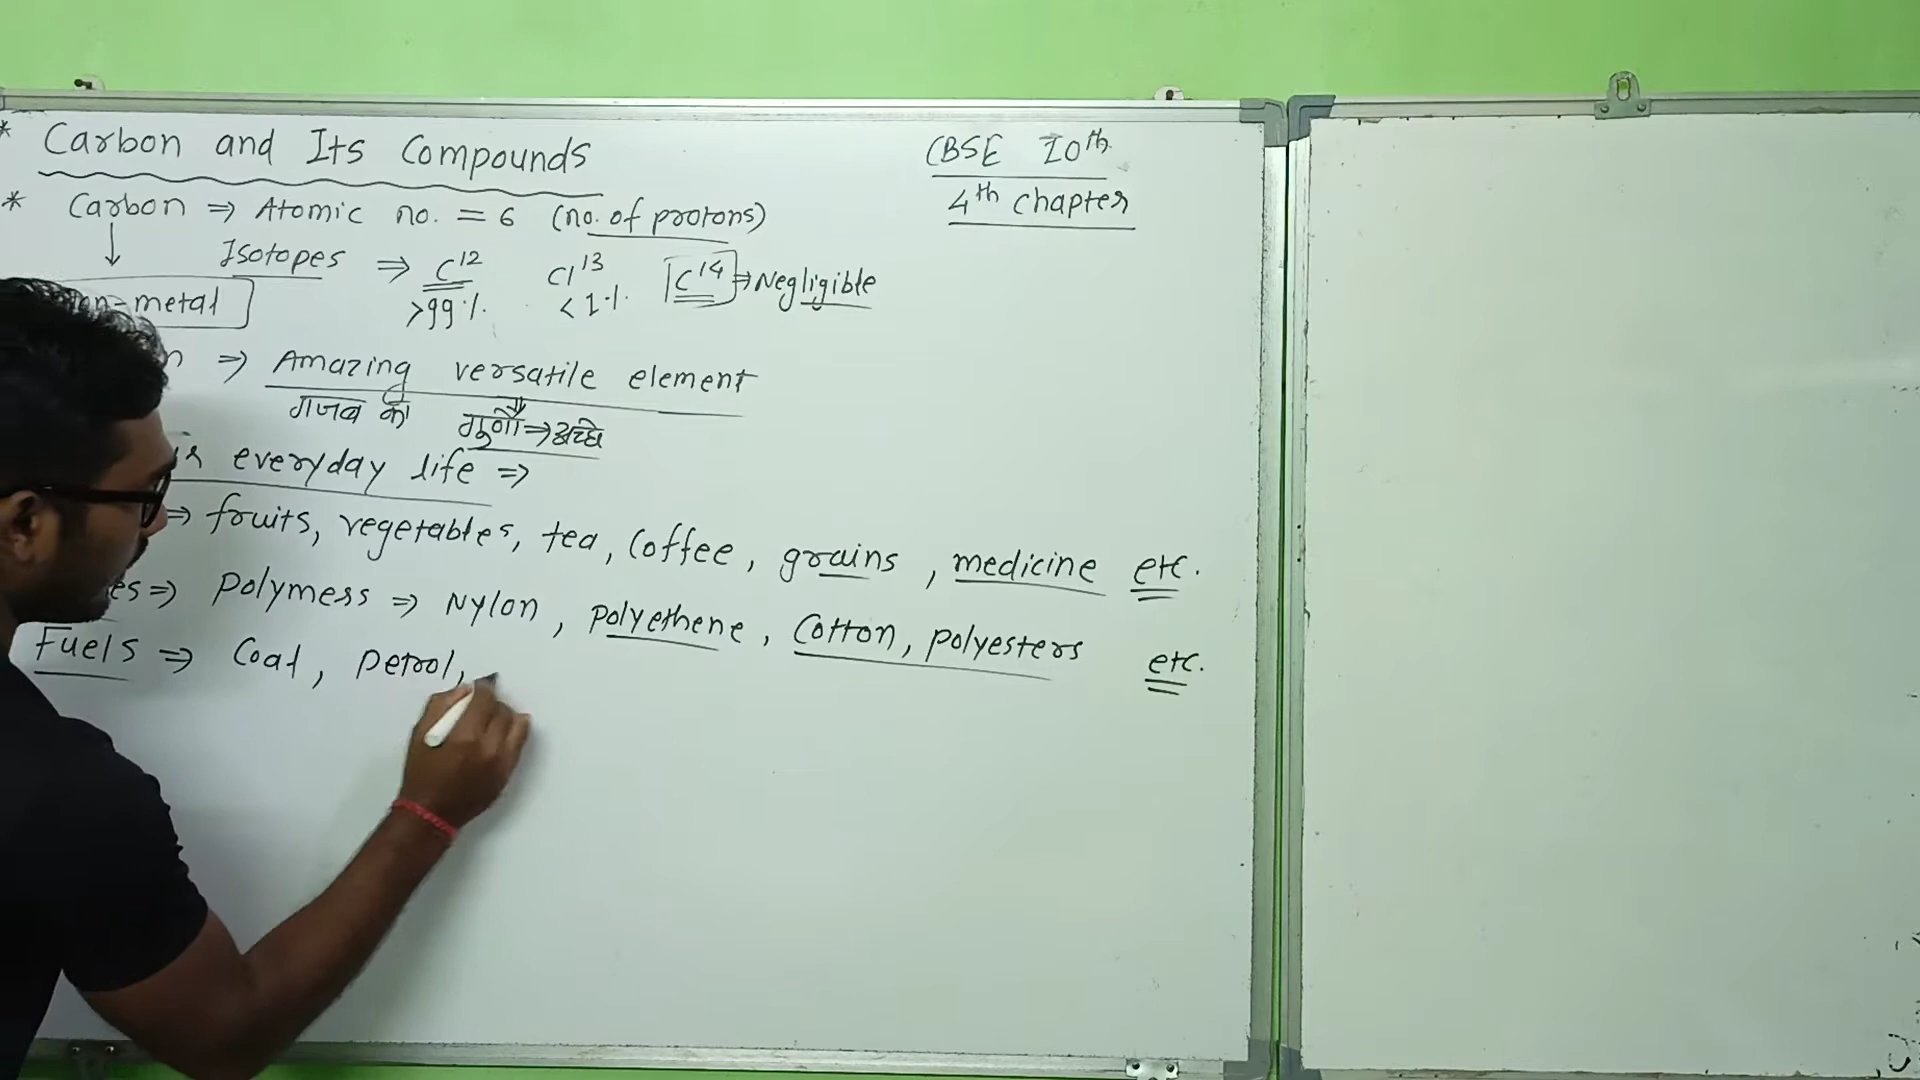 * Carbon and Its Compounds
CBSE 10th
4th chapter
* Carbon ⇒ Atomic no. = 6 (no. of protons)
↓ Isotopes ⇒ C12 Cl13 C14 ⇒ Negligible
-metal >99% <1%
⇒ Amazing versatile element
गजब का गुणों ⇒ अच्छे
everyday life ⇒
⇒ fruits, vegetables, tea, Coffee, grains, medicine etc.
es ⇒ Polymess ⇒ Nylon, polyethene, Cotton, polyesters etc.
Fuels ⇒ Coal, petrol,